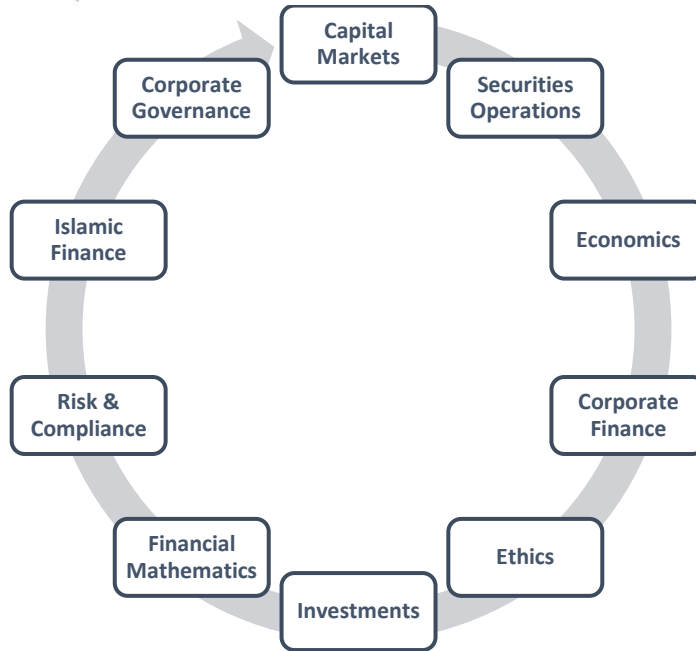 Capital
Markets
Securities
Operations
Economics
Corporate
Finance
Ethics
Investments
Financial
Mathematics
Risk &
Compliance
Islamic
Finance
Corporate
Governance